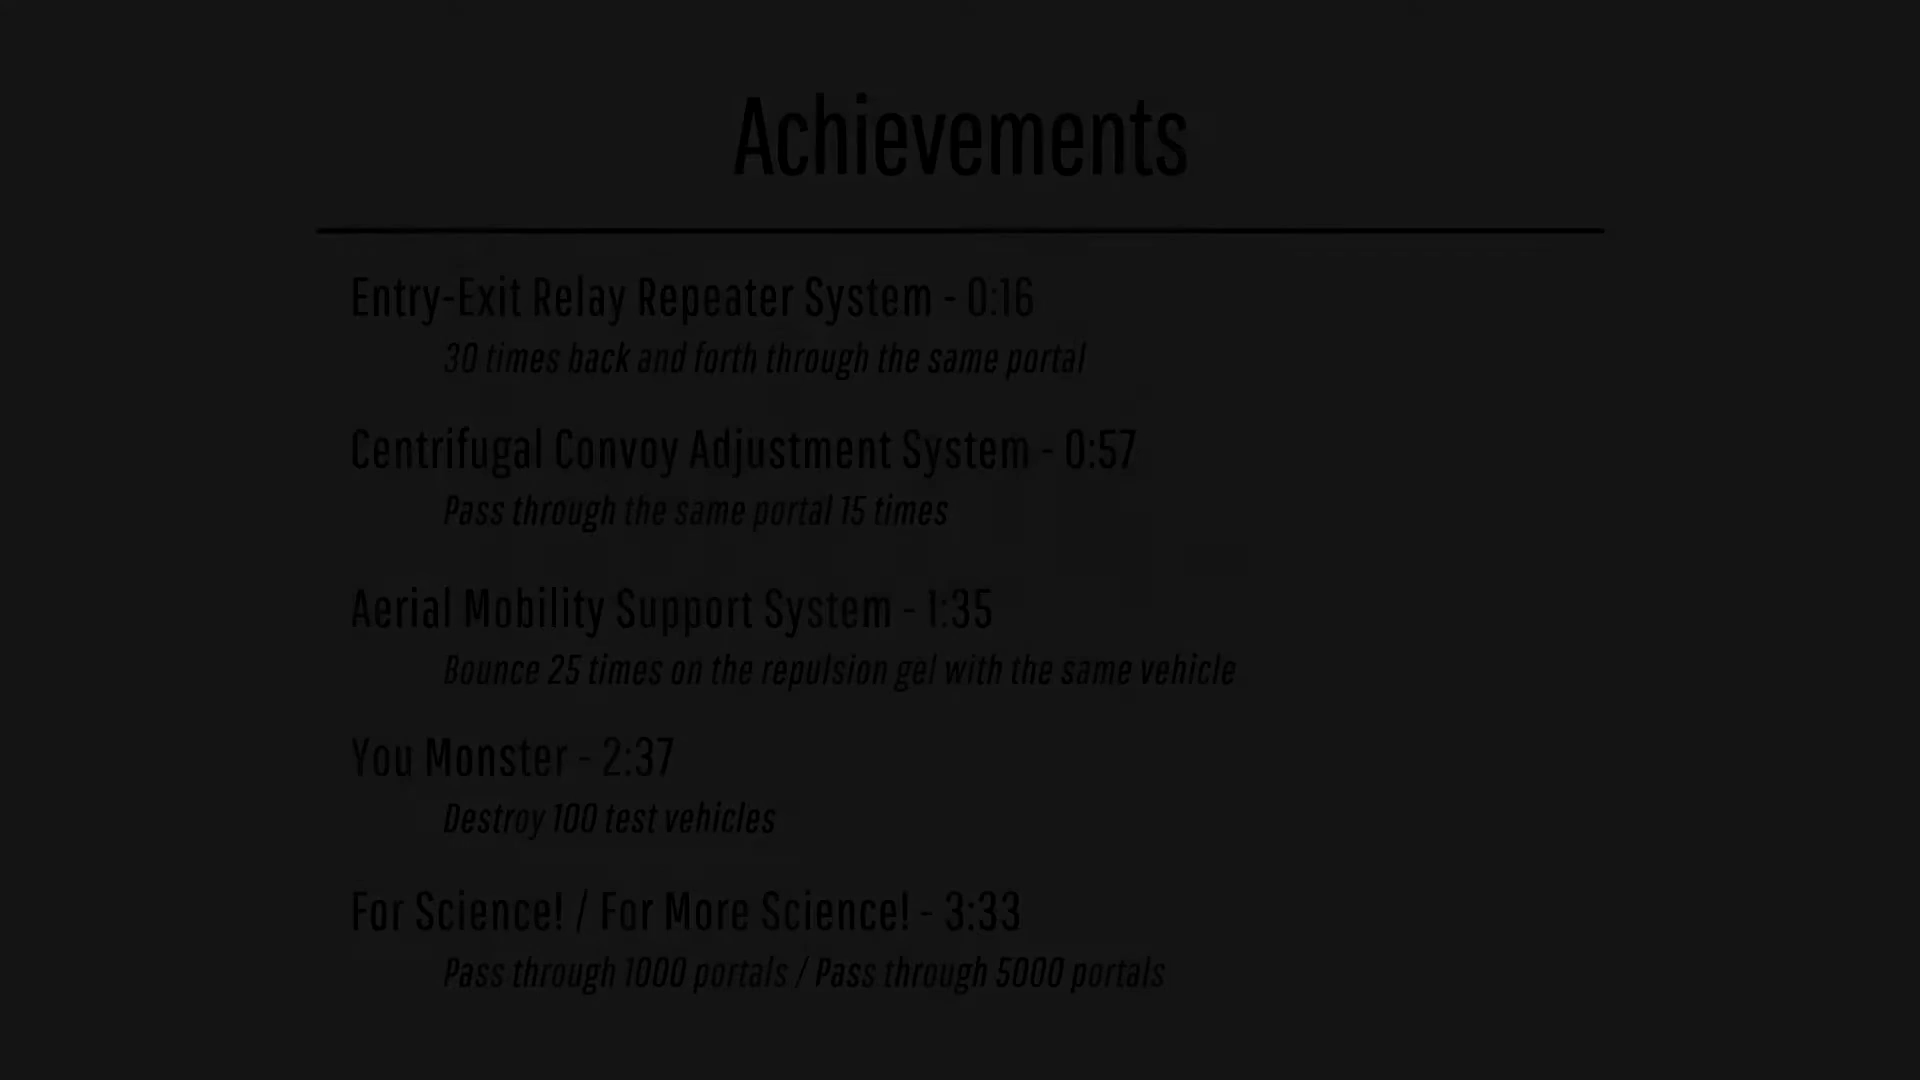 Achievements
Entry-Exit Relay Repeater System - 0:16
30 times back and forth through the same portal
Centrifugal Convoy Adjustment System - 0:57
Pass through the same portal 15 times
Aerial Mobility Support System - 1:35
Bounce 25 times on the repulsion gel with the same vehicle
You Monster - 2:37
Destroy 100 test vehicles
For Science! / For More Science! - 3:33
Pass through 1000 portals / Pass through 5000 portals